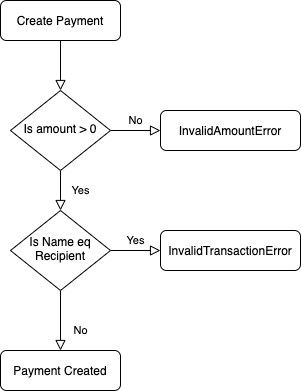 Create Payment
Is amount > 0
No
InvalidAmountError
Yes
Is Name eq
Recipient
Yes
InvalidTransactionError
No
Payment Created